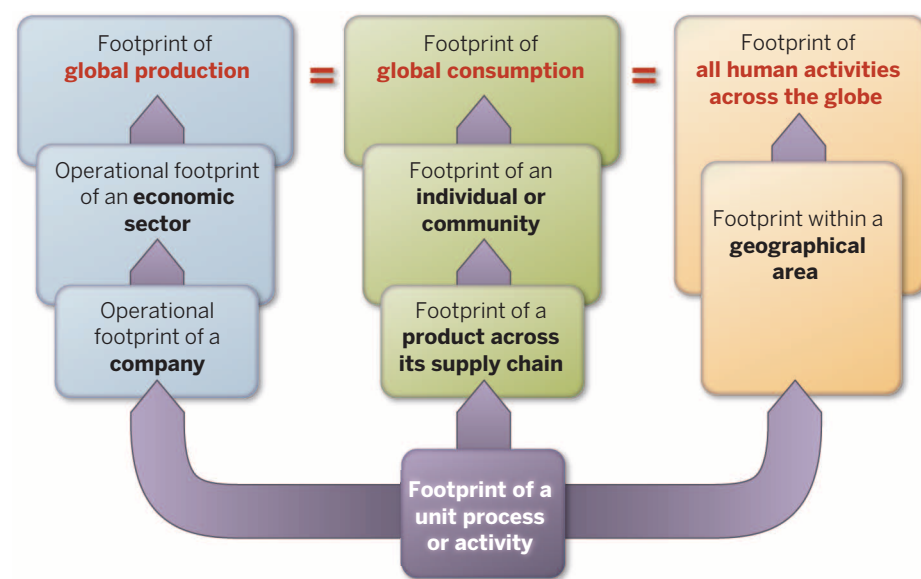 Footprint of
global production
=
Footprint of
global consumption
=
Footprint of
all human activities
across the globe
Operational footprint
of an economic
sector
Footprint of an
individual or
community
Footprint within a
geographical
area
Operational
footprint of a
company
Footprint of a
product across
its supply chain
Footprint of a
unit process
or activity